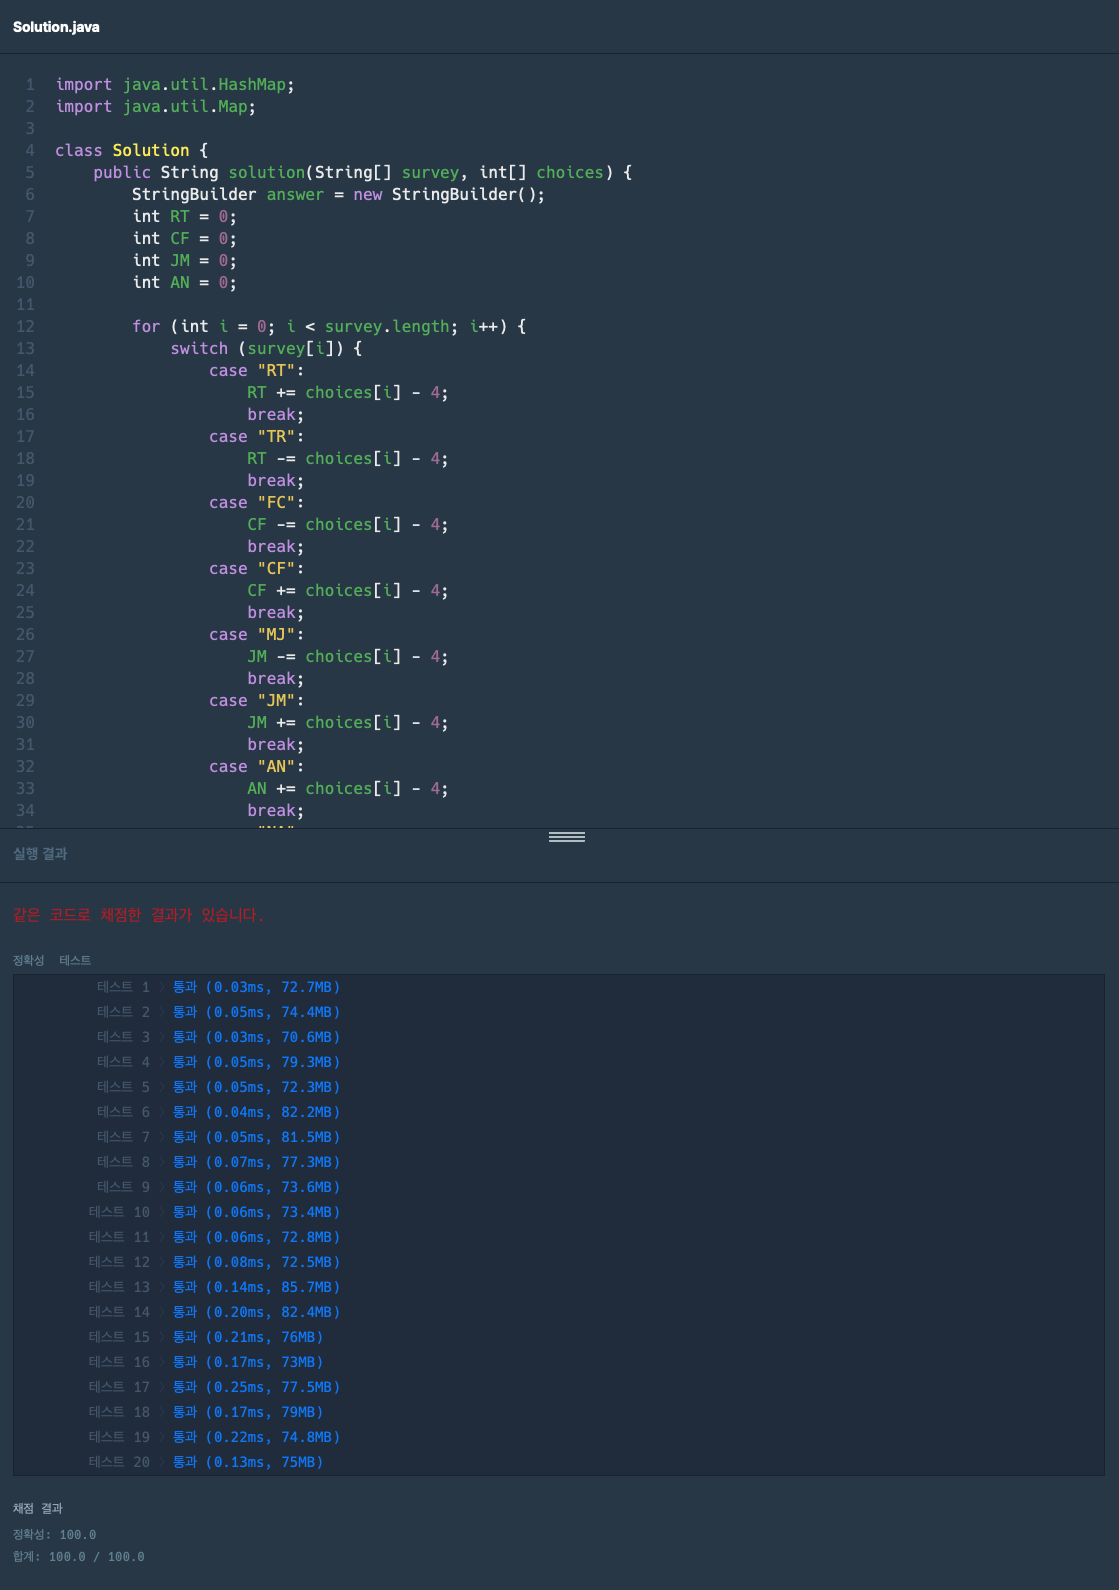 Solution.java
1 import java.util.HashMap;
2 import java.util.Map;
3
4 class Solution {
5     public String solution(String[] survey, int[] choices) {
6         StringBuilder answer = new StringBuilder();
7         int RT = 0;
8         int CF = 0;
9         int JM = 0;
10         int AN = 0;
11
12         for (int i = 0; i < survey.length; i++) {
13             switch (survey[i]) {
14                 case "RT":
15                     RT += choices[i] - 4;
16                     break;
17                 case "TR":
18                     RT -= choices[i] - 4;
19                     break;
20                 case "FC":
21                     CF -= choices[i] - 4;
22                     break;
23                 case "CF":
24                     CF += choices[i] - 4;
25                     break;
26                 case "MJ":
27                     JM -= choices[i] - 4;
28                     break;
29                 case "JM":
30                     JM += choices[i] - 4;
31                     break;
32                 case "AN":
33                     AN += choices[i] - 4;
34                     break;
실행 결과
같은 코드로 채점한 결과가 있습니다.
정확성 테스트
테스트 1 〉 통과 (0.03ms, 72.7MB)
테스트 2 〉 통과 (0.05ms, 74.4MB)
테스트 3 〉 통과 (0.03ms, 70.6MB)
테스트 4 〉 통과 (0.05ms, 79.3MB)
테스트 5 〉 통과 (0.05ms, 72.3MB)
테스트 6 〉 통과 (0.04ms, 82.2MB)
테스트 7 〉 통과 (0.05ms, 81.5MB)
테스트 8 〉 통과 (0.07ms, 77.3MB)
테스트 9 〉 통과 (0.06ms, 73.6MB)
테스트 10 〉 통과 (0.06ms, 73.4MB)
테스트 11 〉 통과 (0.06ms, 72.8MB)
테스트 12 〉 통과 (0.08ms, 72.5MB)
테스트 13 〉 통과 (0.14ms, 85.7MB)
테스트 14 〉 통과 (0.20ms, 82.4MB)
테스트 15 〉 통과 (0.21ms, 76MB)
테스트 16 〉 통과 (0.17ms, 73MB)
테스트 17 〉 통과 (0.25ms, 77.5MB)
테스트 18 〉 통과 (0.17ms, 79MB)
테스트 19 〉 통과 (0.22ms, 74.8MB)
테스트 20 〉 통과 (0.13ms, 75MB)
채점 결과
정확성: 100.0
합계: 100.0 / 100.0